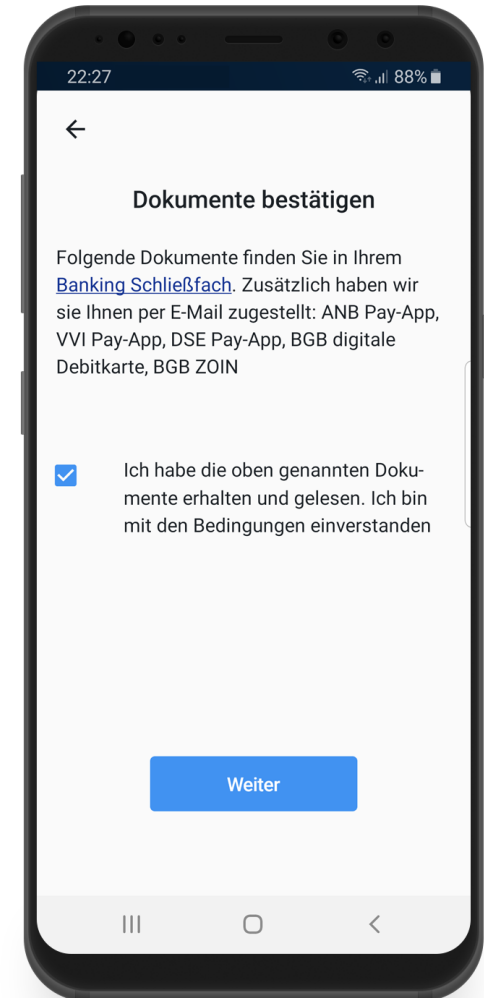 22:27
88%
Dokumente bestätigen
Folgende Dokumente finden Sie in Ihrem
Banking Schließfach. Zusätzlich haben wir
sie Ihnen per E-Mail zugestellt: ANB Pay-App,
VVI Pay-App, DSE Pay-App, BGB digitale
Debitkarte, BGB ZOIN
Ich habe die oben genannten Doku-
mente erhalten und gelesen. Ich bin
mit den Bedingungen einverstanden
Weiter